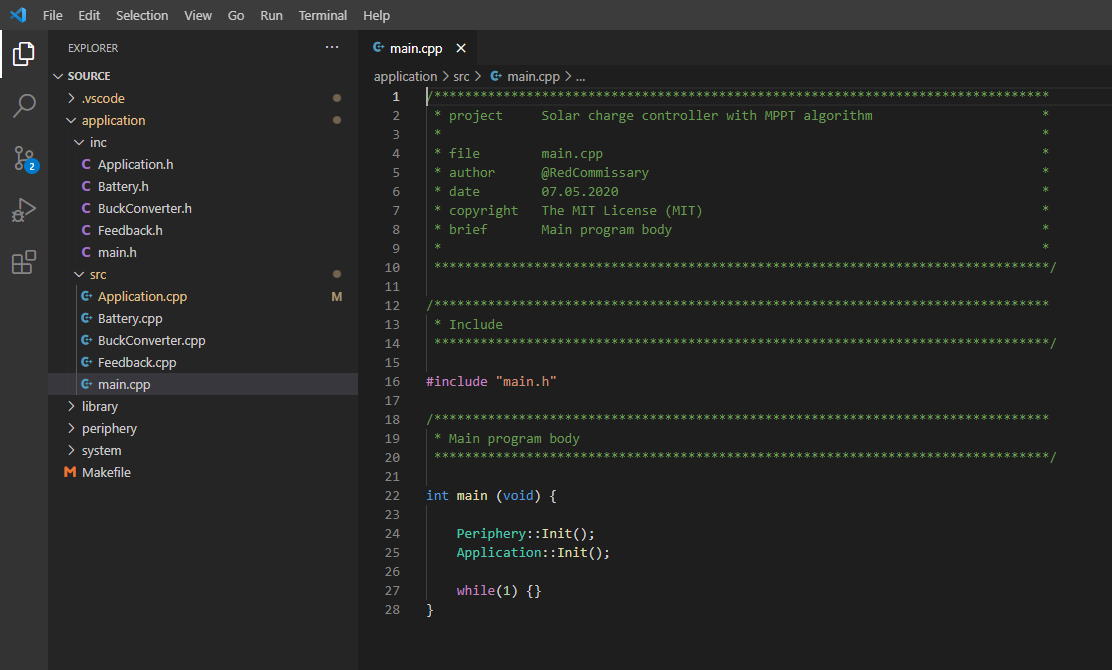 File Edit Selection View Go Run Terminal Help
EXPLORER ...
SOURCE
.vscode
application
inc
C Application.h
C Battery.h
C BuckConverter.h
C Feedback.h
C main.h
src
Application.cpp M
Battery.cpp
BuckConverter.cpp
Feedback.cpp
main.cpp
library
periphery
system
M Makefile
2
main.cpp ×
application > src > main.cpp > ...
1 /********************************************************************************
2 * project Solar charge controller with MPPT algorithm *
3 * *
4 * file main.cpp *
5 * author @RedCommissary *
6 * date 07.05.2020 *
7 * copyright The MIT License (MIT) *
8 * brief Main program body *
9 * *
10 ********************************************************************************/
11
12 /********************************************************************************
13 * Include
14 ********************************************************************************/
15
16 #include "main.h"
17
18 /********************************************************************************
19 * Main program body
20 ********************************************************************************/
21
22 int main (void) {
23
24 Periphery::Init();
25 Application::Init();
26
27 while(1) {}
28 }